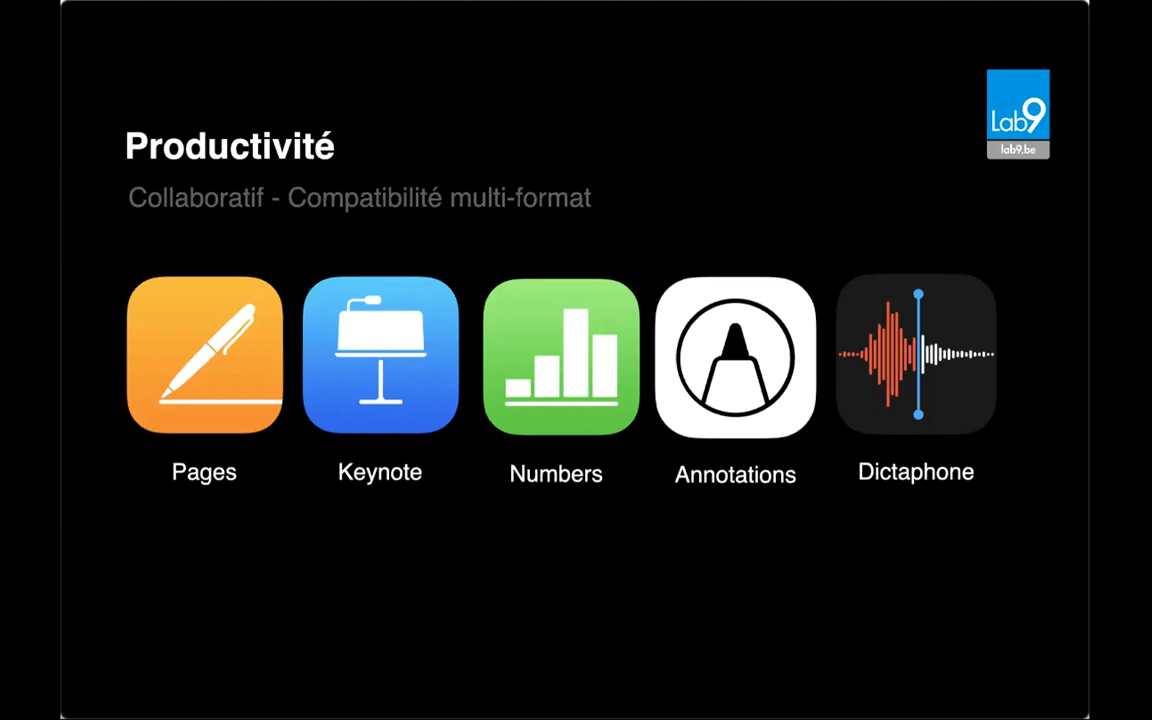 Lab9
lab9.be
Productivité
Collaboratif - Compatibilité multi-format
Pages
Keynote
Numbers
Annotations
Dictaphone